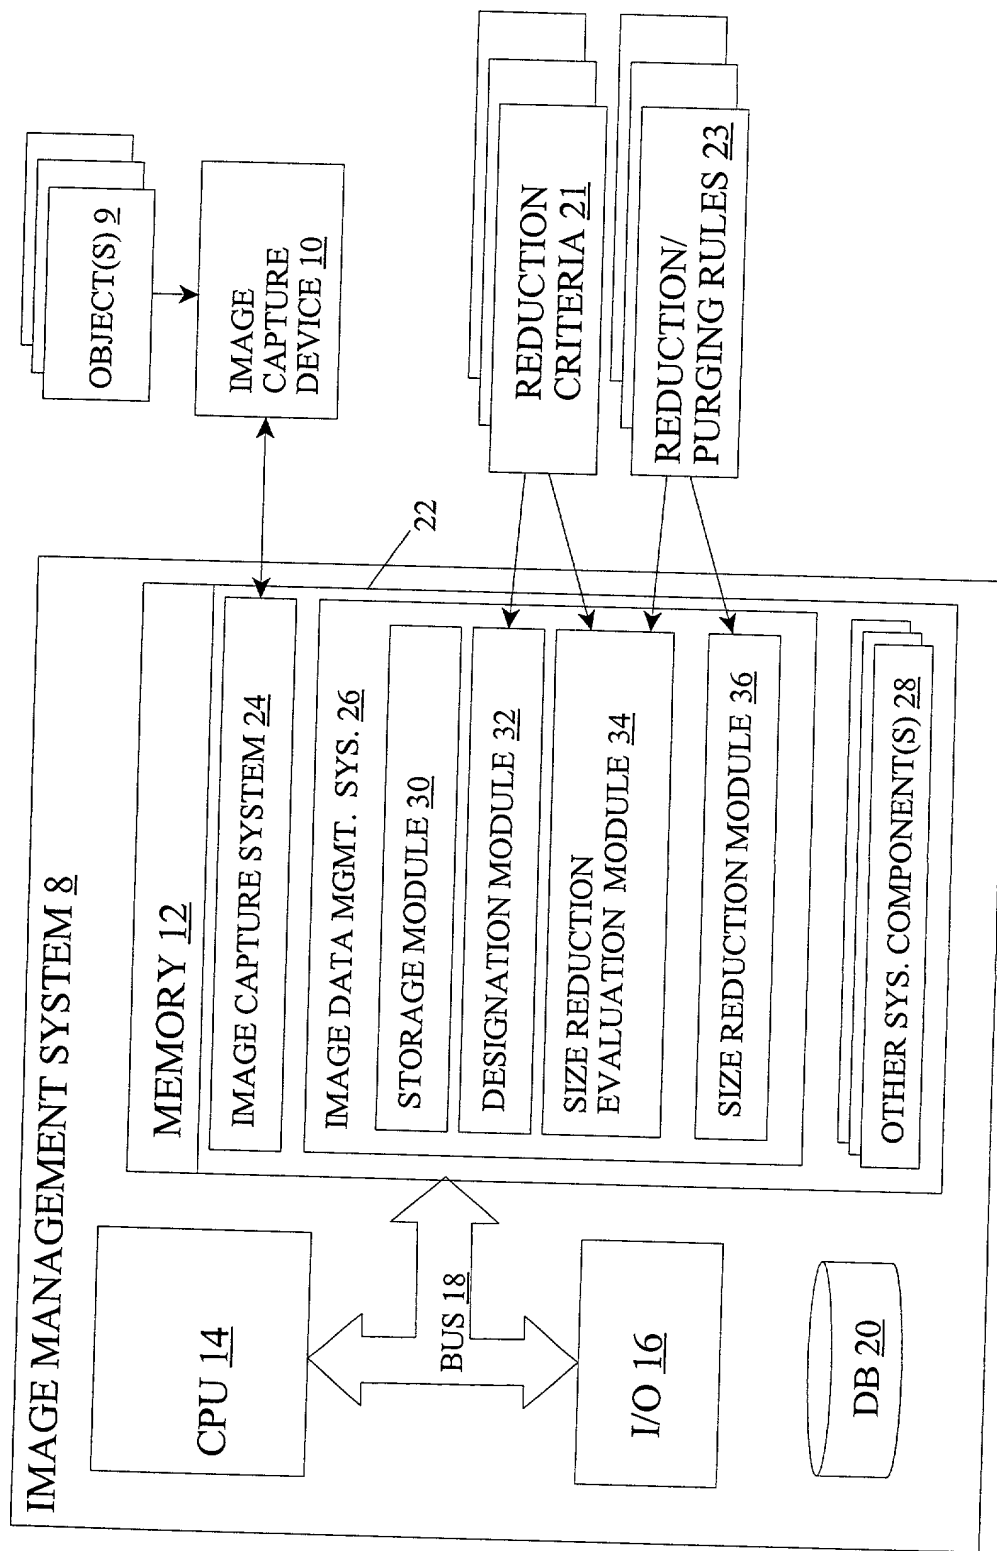 IMAGE MANAGEMENT SYSTEM 8
CPU 14
BUS 18
I/O 16
DB 20
MEMORY 12
IMAGE CAPTURE SYSTEM 24
IMAGE DATA MGMT. SYS. 26
STORAGE MODULE 30
DESIGNATION MODULE 32
SIZE REDUCTION
EVALUATION MODULE 34
SIZE REDUCTION MODULE 36
OTHER SYS. COMPONENT(S) 28
22
OBJECT(S) 9
IMAGE
CAPTURE
DEVICE 10
REDUCTION
CRITERIA 21
REDUCTION/
PURGING RULES 23